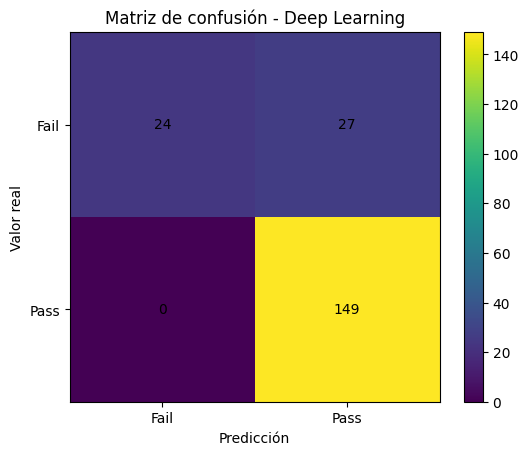 Matriz de confusión - Deep Learning
Valor real
Fail
24
27
Pass
0
149
Fail
Pass
Predicción
140
120
100
80
60
40
20
0